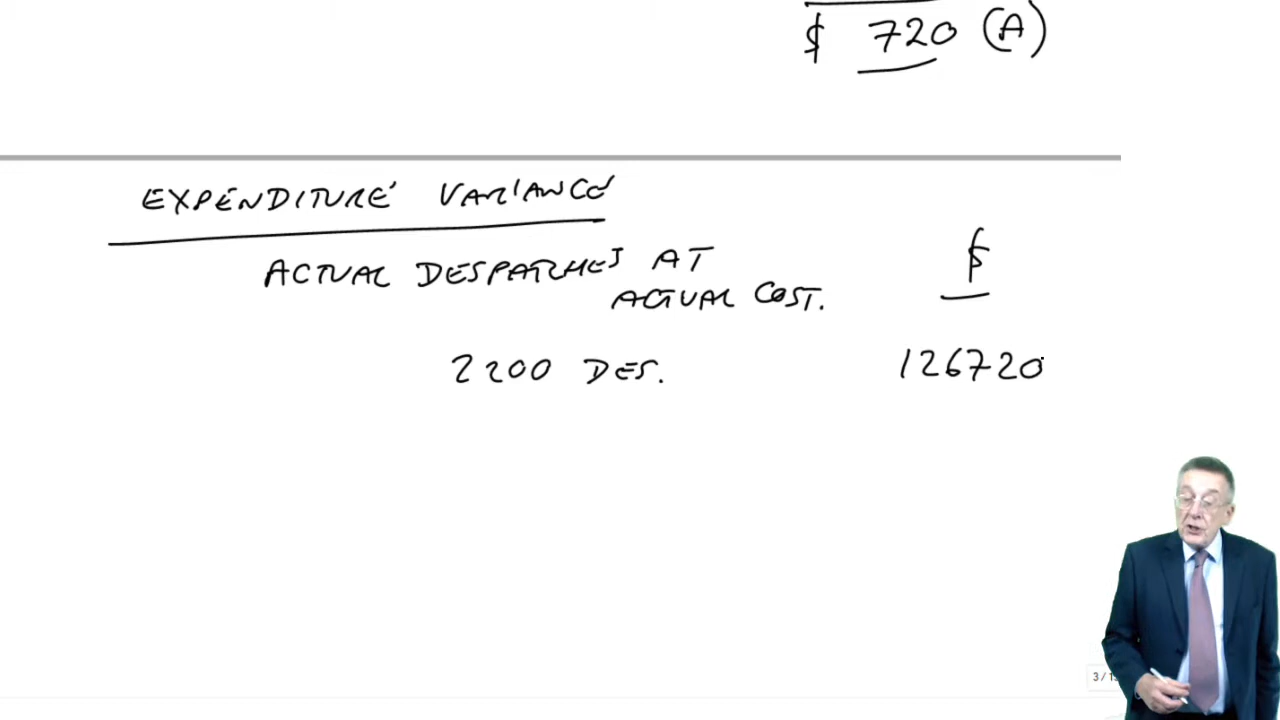 $ 720 (A)
EXPENDITURE VARIANCE
ACTUAL DESPATCHES AT $
ACTUAL COST.
2200 DES. 126720